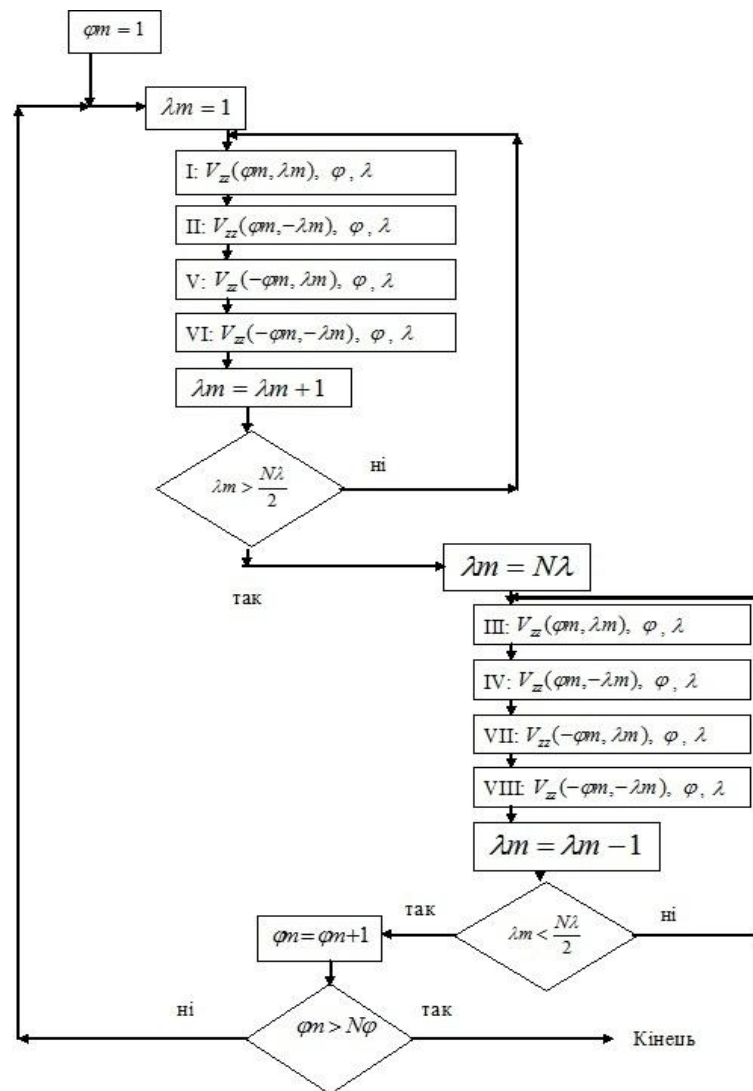 φm = 1
λm = 1
I: V_zz(φm, λm), φ, λ
II: V_zz(φm,−λm), φ, λ
V: V_zz(−φm, λm), φ, λ
VI: V_zz(−φm,−λm), φ, λ
λm = λm + 1
λm > Nλ/2
ні
так
λm = Nλ
III: V_zz(φm, λm), φ, λ
IV: V_zz(φm,−λm), φ, λ
VII: V_zz(−φm, λm), φ, λ
VIII: V_zz(−φm,−λm), φ, λ
λm = λm − 1
λm < Nλ/2
так
ні
φm = φm+1
φm > Nφ
ні
так
Кінець